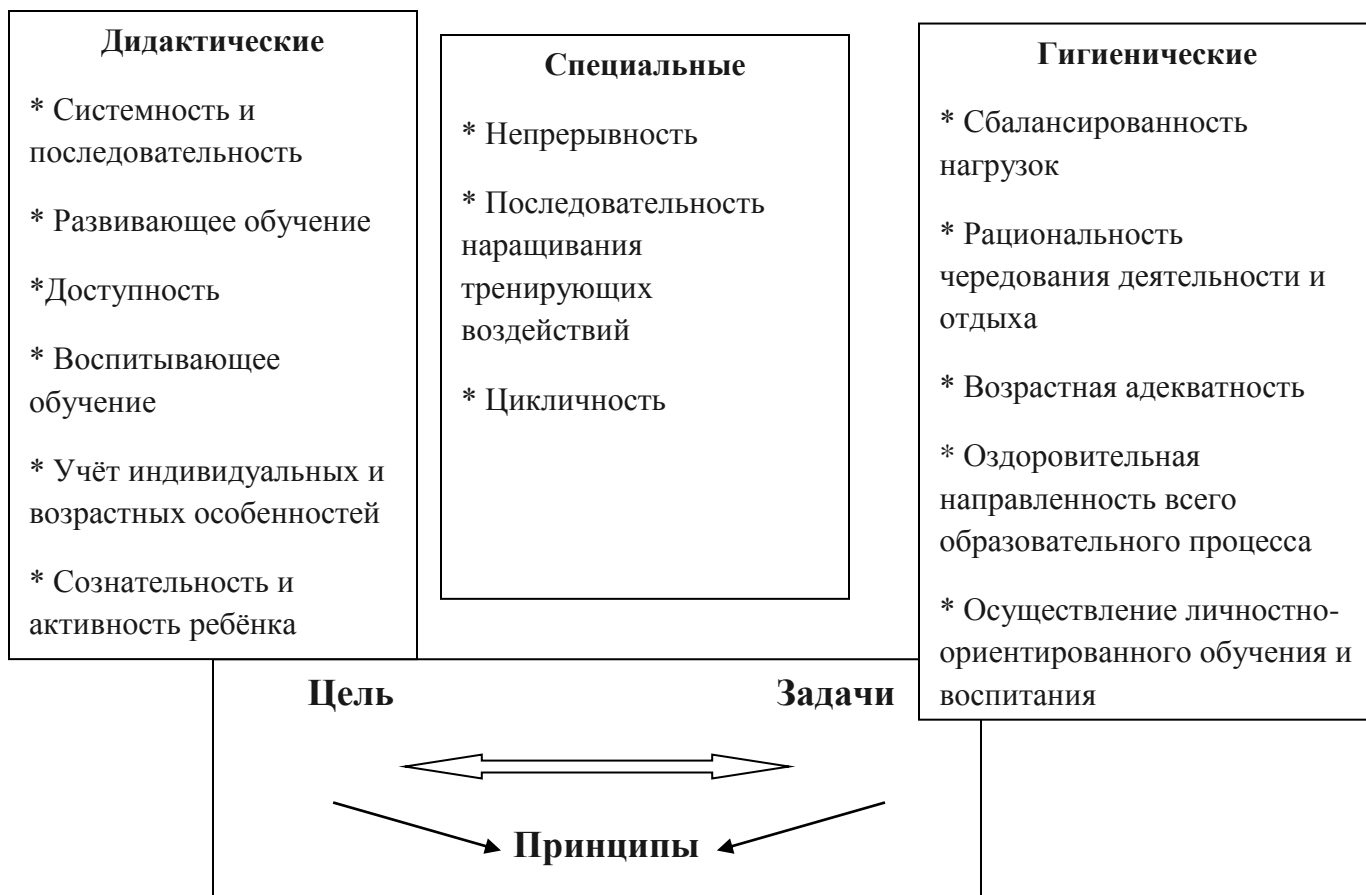 Дидактические
* Системность и
последовательность
* Развивающее обучение
*Доступность
* Воспитывающее
обучение
* Учёт индивидуальных и
возрастных особенностей
* Сознательность и
активность ребёнка
Специальные
* Непрерывность
* Последовательность
наращивания
тренирующих
воздействий
* Цикличность
Гигиенические
* Сбалансированность
нагрузок
* Рациональность
чередования деятельности и
отдыха
* Возрастная адекватность
* Оздоровительная
направленность всего
образовательного процесса
* Осуществление личностно-
ориентированного обучения и
воспитания
Цель
Задачи
Принципы